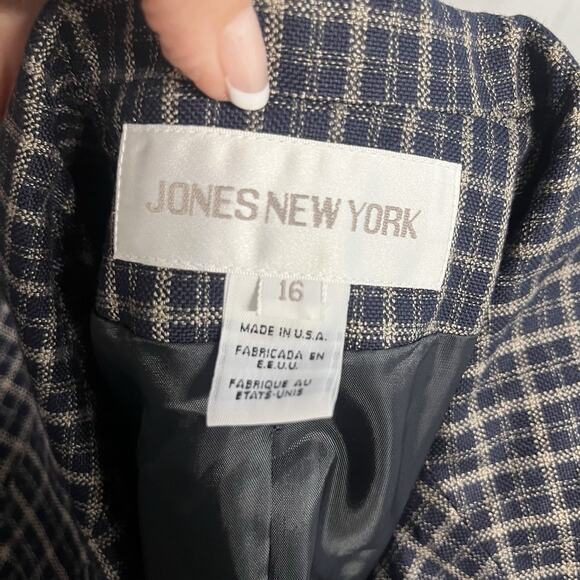 JONES NEW YORK
16
MADE IN U.S.A.
FABRICADA EN
E.E.U.U.
FABRIQUE AU
ETATS-UNIS